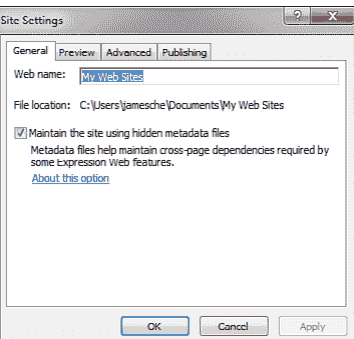 Site Settings
General Preview Advanced Publishing
Web name: My Web Sites
File location: C:\Users\jamesche\Documents\My Web Sites
Maintain the site using hidden metadata files
Metadata files help maintain cross-page dependencies required by
some Expression Web features.
About this option
OK Cancel Apply